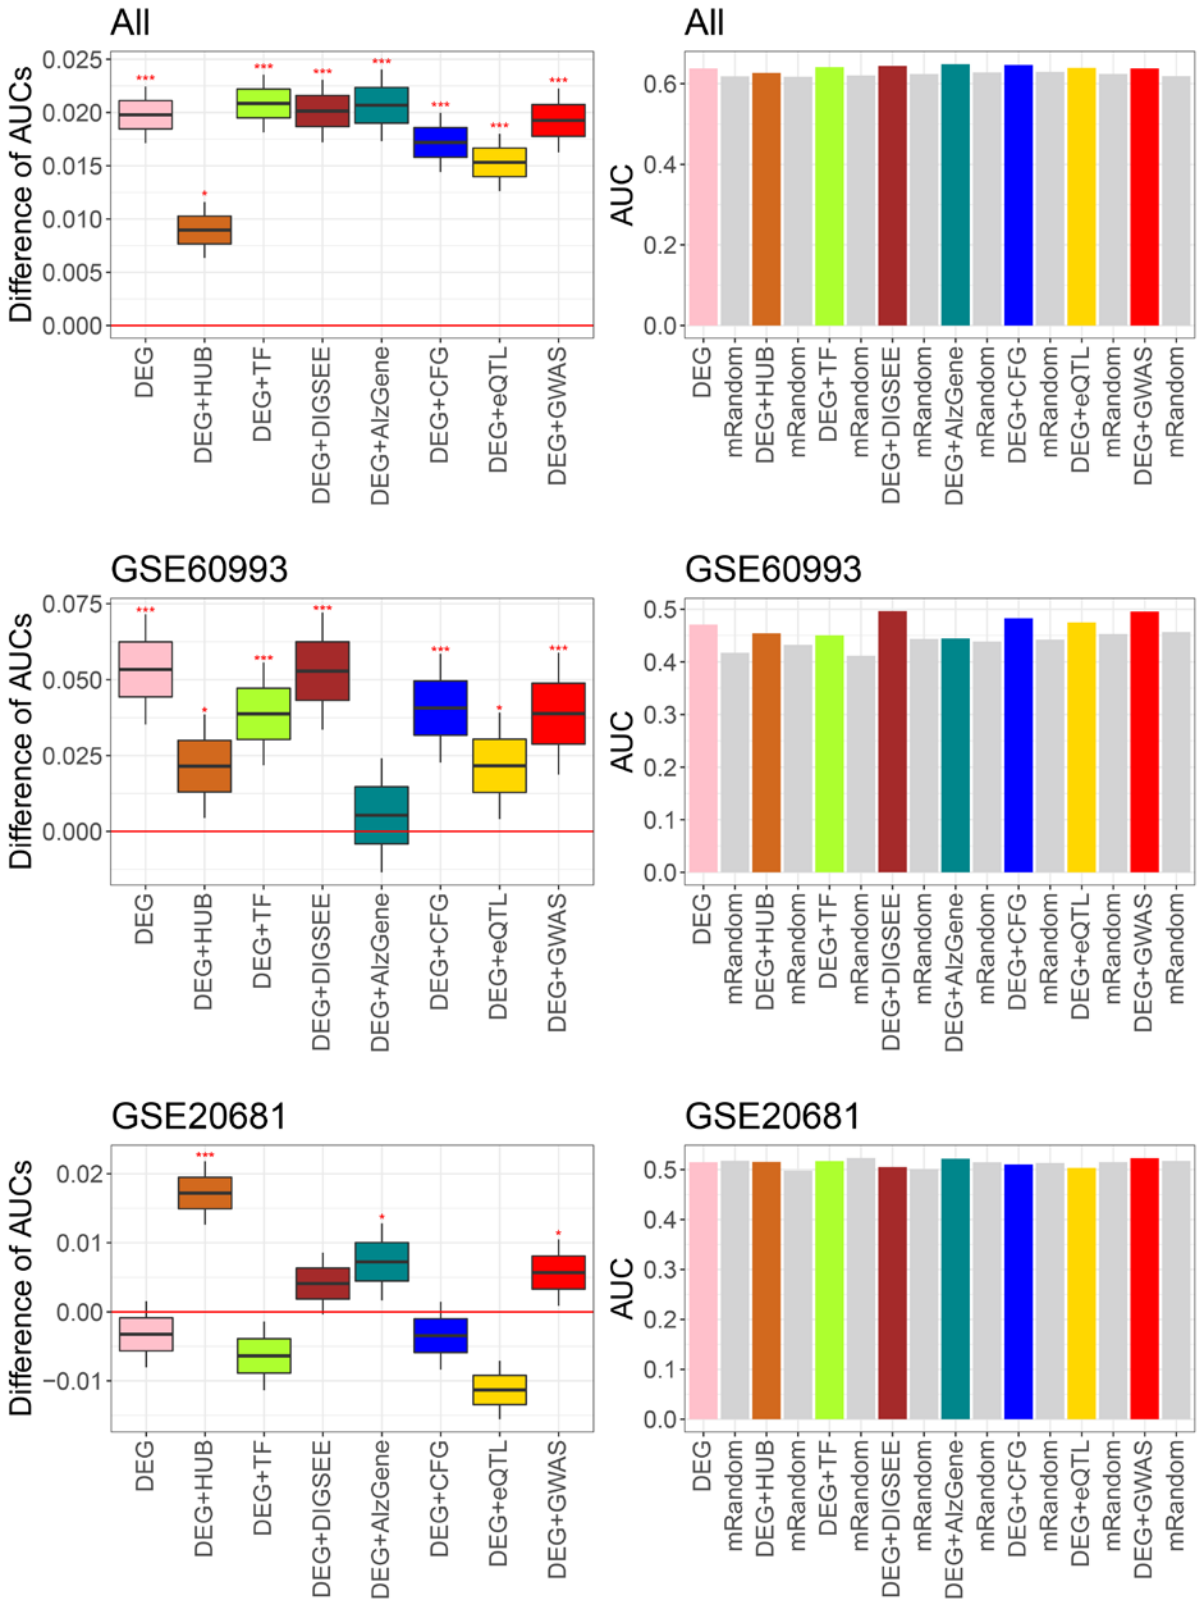 All
Difference of AUCs
0.025
0.020
0.015
0.010
0.005
0.000
***
*
***
***
***
***
***
***
DEG
DEG+HUB
DEG+TF
DEG+DIGSEE
DEG+AlzGene
DEG+CFG
DEG+eQTL
DEG+GWAS
All
AUC
0.6
0.4
0.2
0.0
DEG
mRandom
DEG+HUB
mRandom
DEG+TF
mRandom
DEG+DIGSEE
mRandom
DEG+AlzGene
mRandom
DEG+CFG
mRandom
DEG+eQTL
mRandom
DEG+GWAS
mRandom
GSE60993
Difference of AUCs
0.075
0.050
0.025
0.000
***
*
***
***
***
*
***
DEG
DEG+HUB
DEG+TF
DEG+DIGSEE
DEG+AlzGene
DEG+CFG
DEG+eQTL
DEG+GWAS
GSE60993
AUC
0.5
0.4
0.3
0.2
0.1
0.0
DEG
mRandom
DEG+HUB
mRandom
DEG+TF
mRandom
DEG+DIGSEE
mRandom
DEG+AlzGene
mRandom
DEG+CFG
mRandom
DEG+eQTL
mRandom
DEG+GWAS
mRandom
GSE20681
Difference of AUCs
0.02
0.01
0.00
−0.01
***
*
*
DEG
DEG+HUB
DEG+TF
DEG+DIGSEE
DEG+AlzGene
DEG+CFG
DEG+eQTL
DEG+GWAS
GSE20681
AUC
0.5
0.4
0.3
0.2
0.1
0.0
DEG
mRandom
DEG+HUB
mRandom
DEG+TF
mRandom
DEG+DIGSEE
mRandom
DEG+AlzGene
mRandom
DEG+CFG
mRandom
DEG+eQTL
mRandom
DEG+GWAS
mRandom